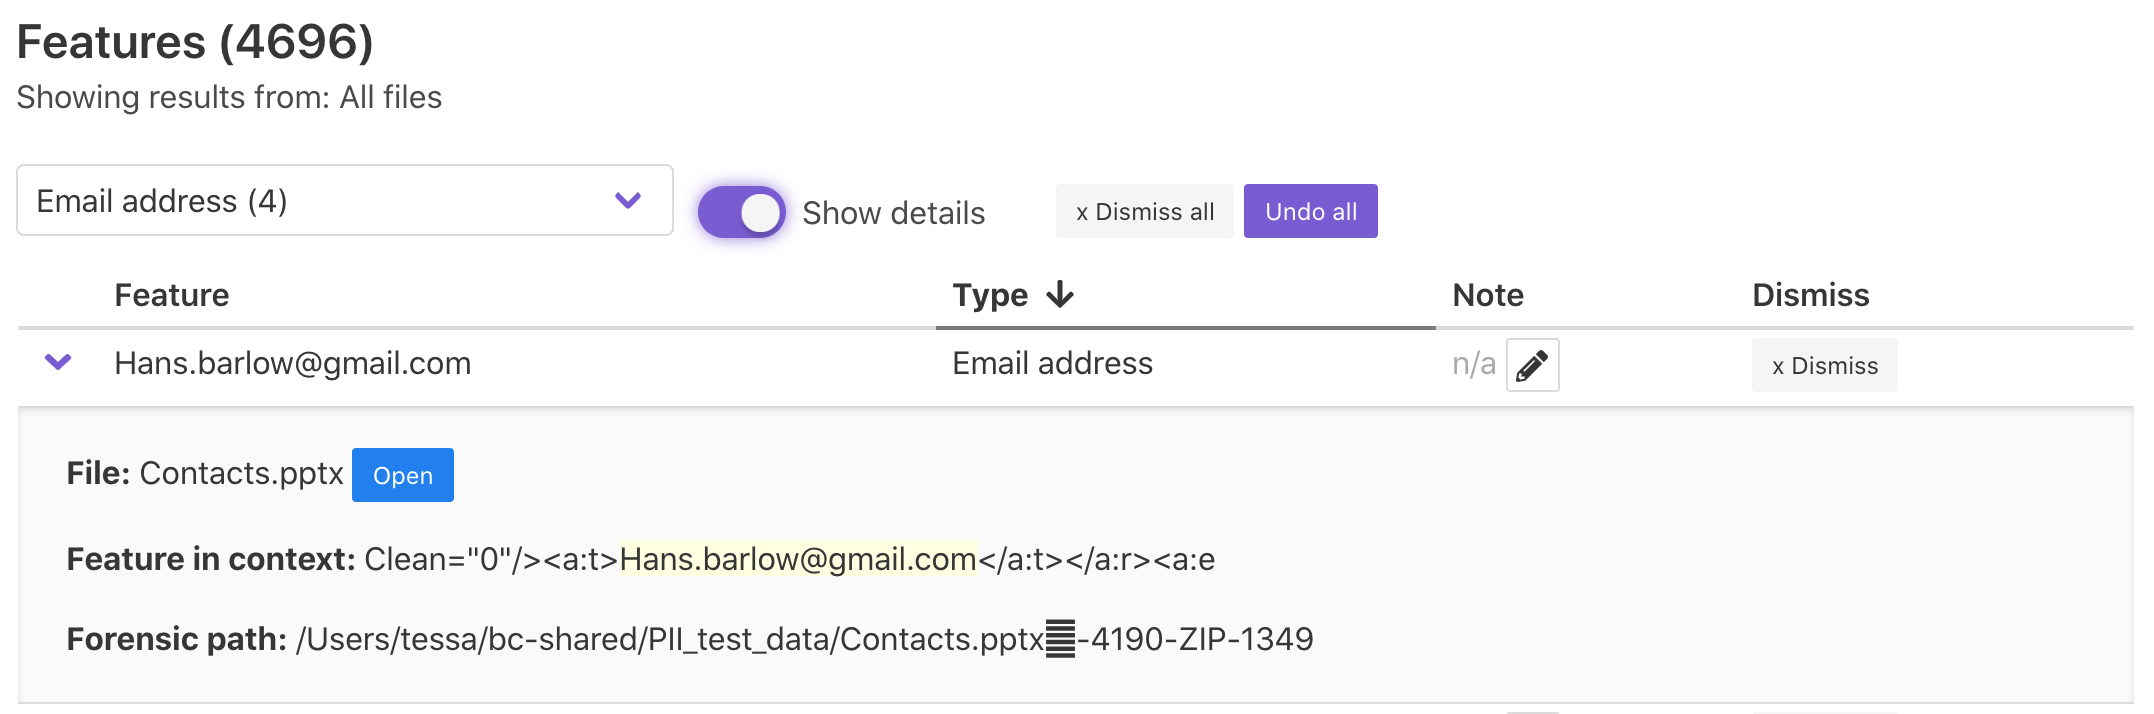 Features (4696)
Showing results from: All files
Email address (4)
Show details
x Dismiss all
Undo all
Feature Type Note Dismiss
Hans.barlow@gmail.com Email address n/a x Dismiss
File: Contacts.pptx Open
Feature in context: Clean="0"/><a:t>Hans.barlow@gmail.com</a:t></a:r><a:e
Forensic path: /Users/tessa/bc-shared/PII_test_data/Contacts.pptx-4190-ZIP-1349